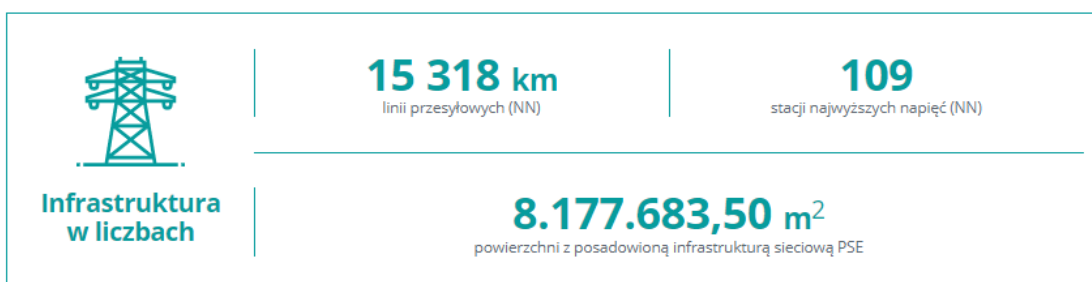 15 318 km
linii przesyłowych (NN)
109
stacji najwyższych napięć (NN)
Infrastruktura
w liczbach
8.177.683,50 m²
powierzchni z posadowioną infrastrukturą sieciową PSE